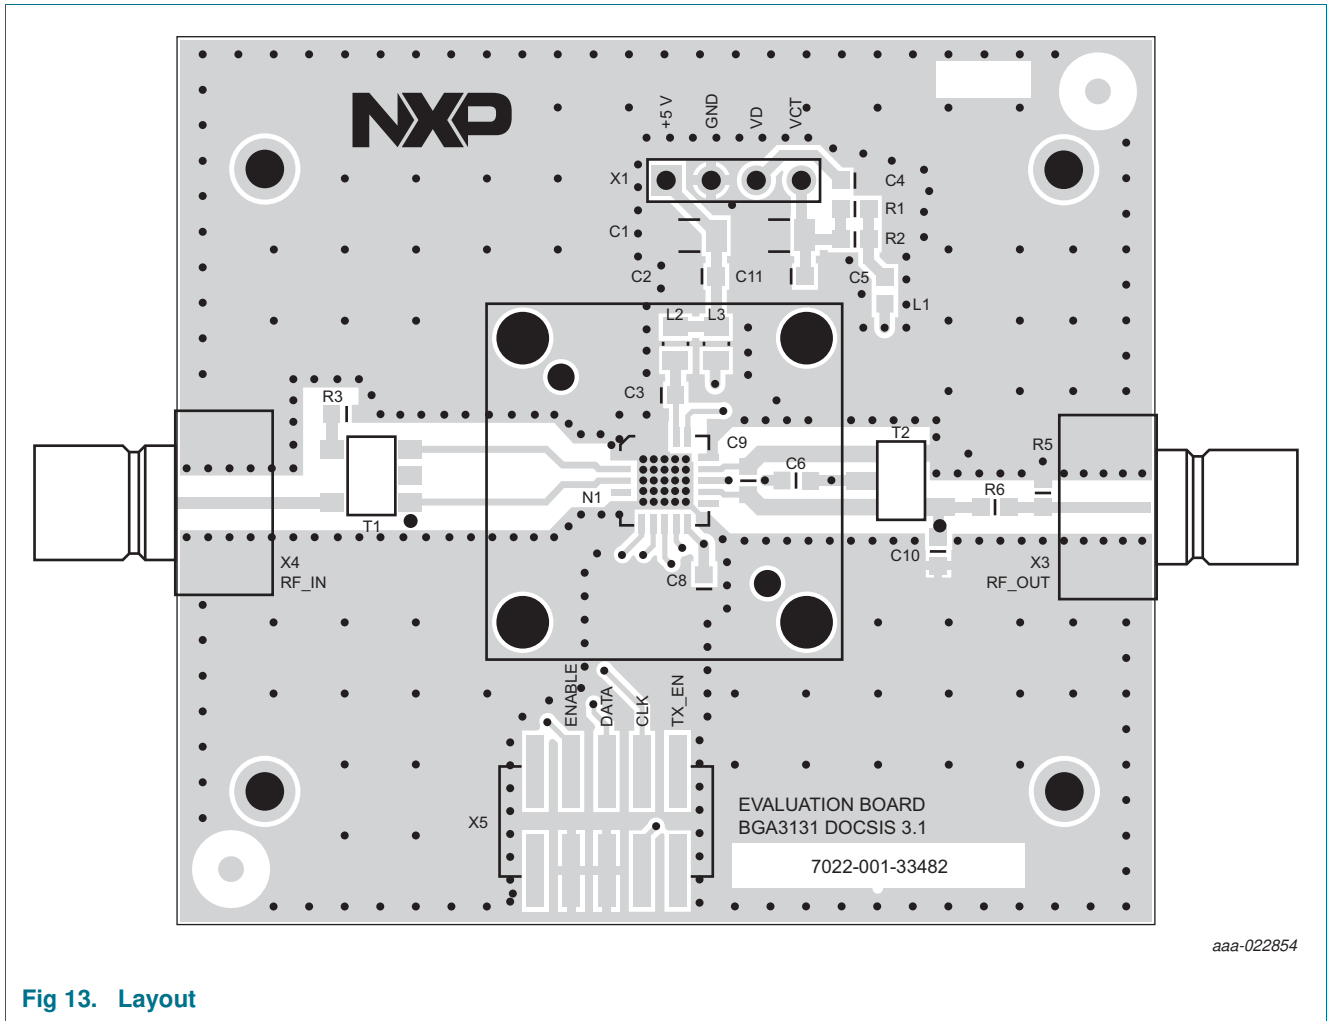 NXP
+5 V
GND
VD
VCT
X1
C4
R1
C1
R2
C2
C11
C5
L1
L2
L3
R3
C3
T2
C9
R5
C6
R6
N1
T1
C10
X4
RF_IN
X3
RF_OUT
C8
ENABLE
DATA
CLK
TX_EN
X5
EVALUATION BOARD
BGA3131 DOCSIS 3.1
7022-001-33482
aaa-022854
Fig 13. Layout